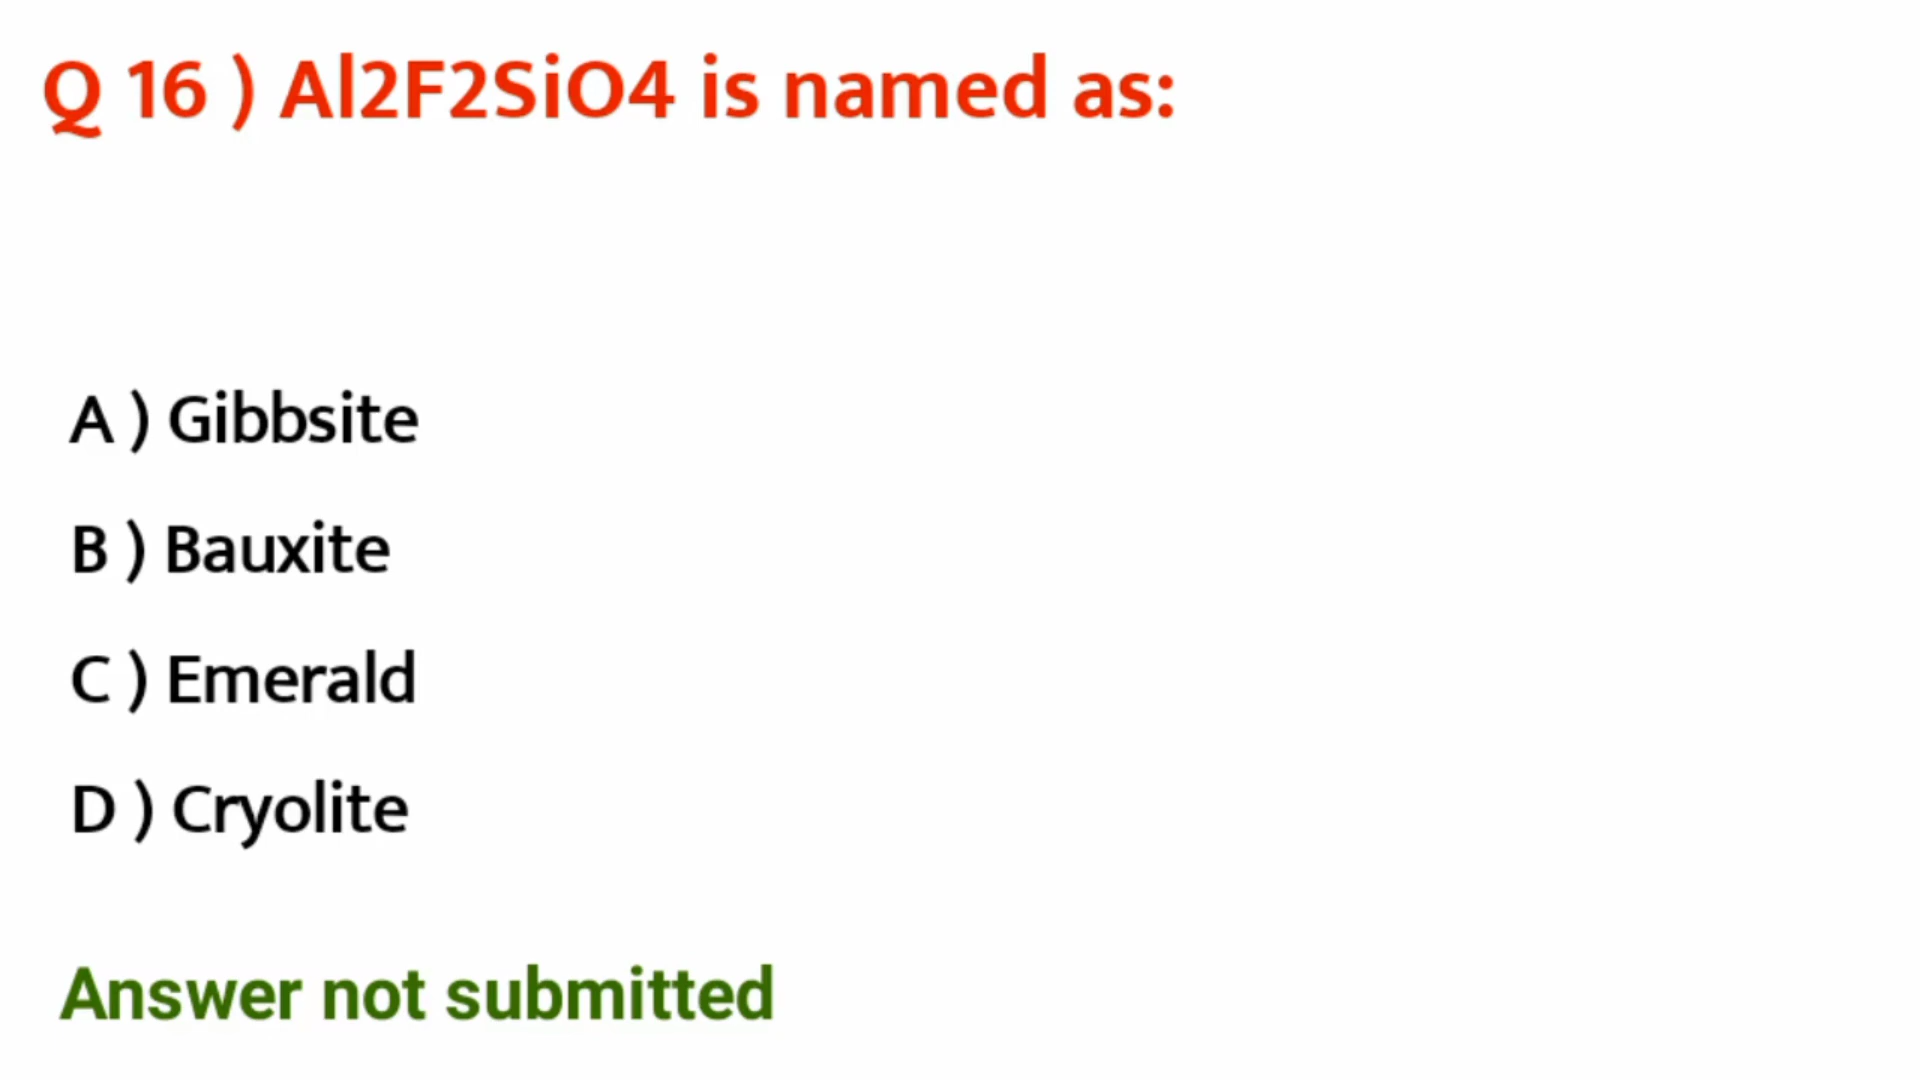 Q 16 ) Al2F2SiO4 is named as:
A ) Gibbsite
B ) Bauxite
C ) Emerald
D ) Cryolite
Answer not submitted